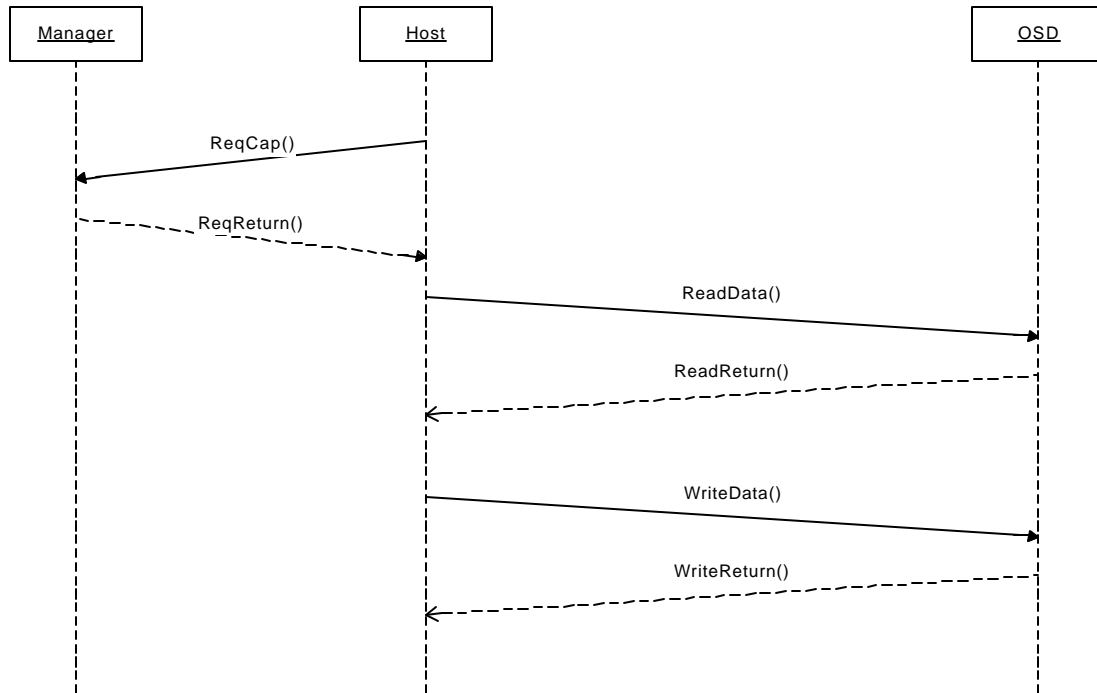 Manager
Host
OSD
ReqCap()
ReqReturn()
ReadData()
ReadReturn()
WriteData()
WriteReturn()